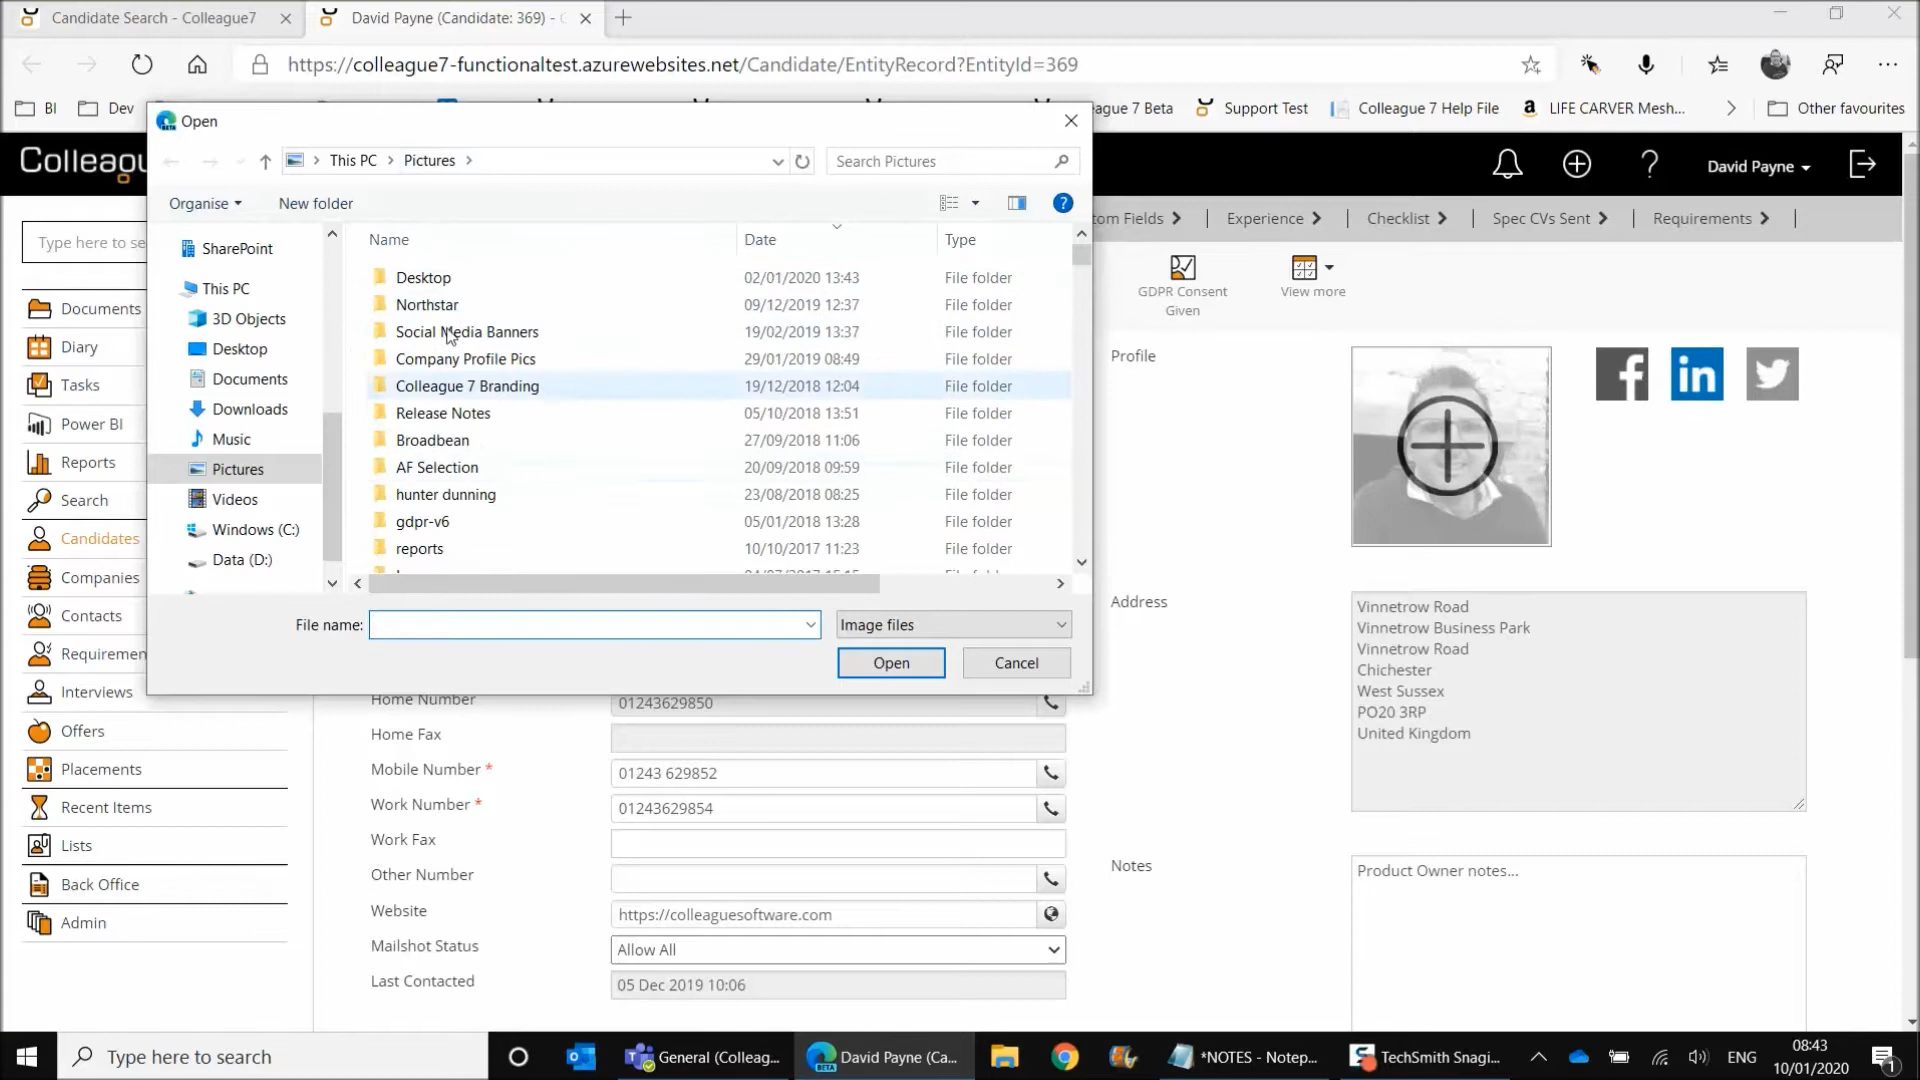 Candidate Search - Colleague7
David Payne (Candidate: 369) - C
https://colleague7-functionaltest.azurewebsites.net/Candidate/EntityRecord?EntityId=369
BI
Dev
ague 7 Beta
Support Test
Colleague 7 Help File
LIFE CARVER Mesh...
Other favourites
Colleagu
David Payne
Open
This PC
Pictures
Search Pictures
Organise
New folder
SharePoint
This PC
3D Objects
Desktop
Documents
Downloads
Music
Pictures
Videos
Windows (C:)
Data (D:)
Name Date Type
Desktop 02/01/2020 13:43 File folder
Northstar 09/12/2019 12:37 File folder
Social Media Banners 19/02/2019 13:37 File folder
Company Profile Pics 29/01/2019 08:49 File folder
Colleague 7 Branding 19/12/2018 12:04 File folder
Release Notes 05/10/2018 13:51 File folder
Broadbean 27/09/2018 11:06 File folder
AF Selection 20/09/2018 09:59 File folder
hunter dunning 23/08/2018 08:25 File folder
gdpr-v6 05/01/2018 13:28 File folder
reports 10/10/2017 11:23 File folder
File name:
Image files
Open
Cancel
Type here to se
Documents
Diary
Tasks
Power BI
Reports
Search
Candidates
Companies
Contacts
Requiremen
Interviews
Offers
Placements
Recent Items
Lists
Back Office
Admin
tom Fields
Experience
Checklist
Spec CVs Sent
Requirements
GDPR Consent
Given
View more
Profile
Address
Vinnetrow Road
Vinnetrow Business Park
Vinnetrow Road
Chichester
West Sussex
PO20 3RP
United Kingdom
Home Number 01243629850
Home Fax
Mobile Number * 01243 629852
Work Number * 01243629854
Work Fax
Other Number
Website https://colleaguesoftware.com
Mailshot Status Allow All
Last Contacted 05 Dec 2019 10:06
Notes
Product Owner notes...
Type here to search
General (Colleag...
David Payne (Ca...
*NOTES - Notep...
TechSmith Snagi...
ENG
08:43
10/01/2020
1